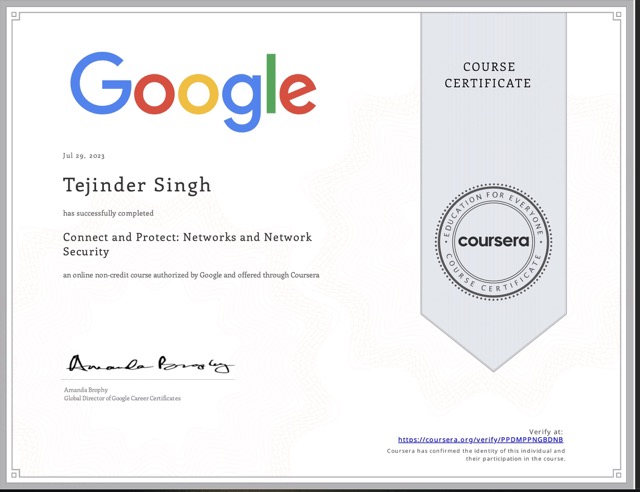 Google
COURSE
CERTIFICATE
Jul 29, 2023
Tejinder Singh
has successfully completed
Connect and Protect: Networks and Network
Security
an online non-credit course authorized by Google and offered through Coursera
EDUCATION FOR EVERYONE
coursera
COURSE CERTIFICATE
Amanda Brophy
Amanda Brophy
Global Director of Google Career Certificates
Verify at:
https://coursera.org/verify/PPDMPPNGBDNB
Coursera has confirmed the identity of this individual and
their participation in the course.